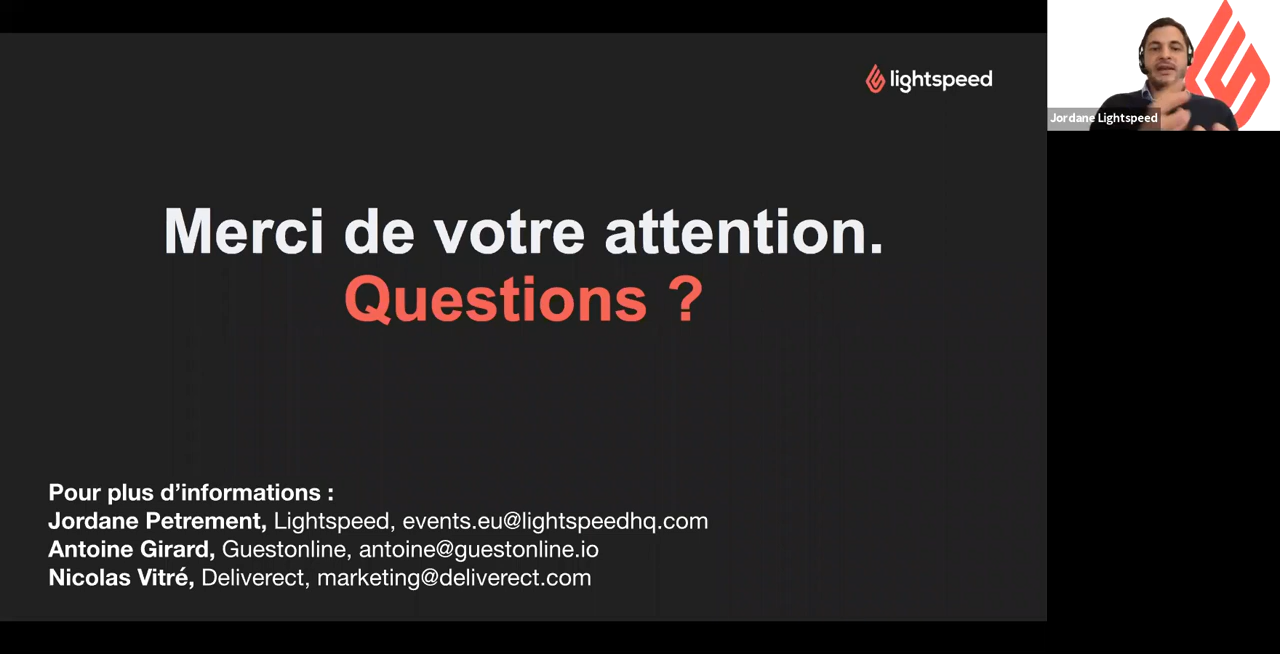 lightspeed
Jordane Lightspeed
Merci de votre attention.
Questions ?
Pour plus d’informations :
Jordane Petrement, Lightspeed, events.eu@lightspeedhq.com
Antoine Girard, Guestonline, antoine@guestonline.io
Nicolas Vitré, Deliverect, marketing@deliverect.com